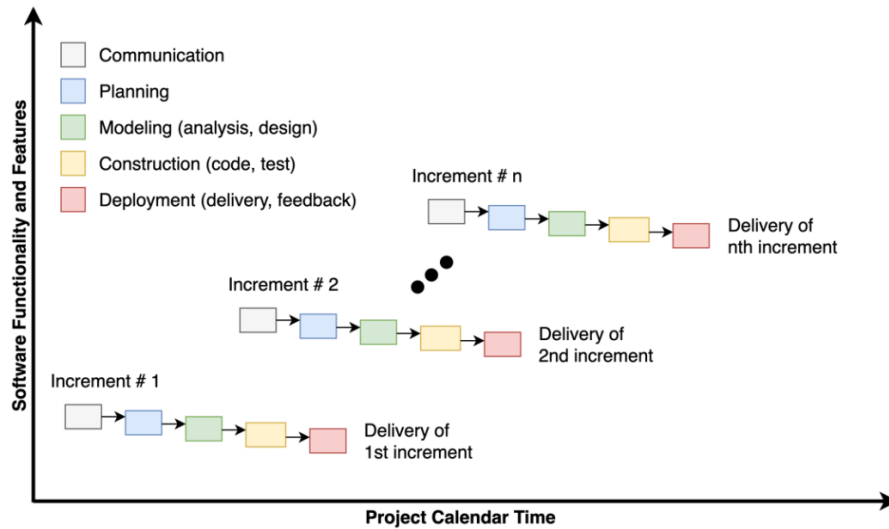 Software Functionality and Features
Communication
Planning
Modeling (analysis, design)
Construction (code, test)
Deployment (delivery, feedback)
Increment # n
Delivery of
nth increment
Increment # 2
Delivery of
2nd increment
Increment # 1
Delivery of
1st increment
Project Calendar Time